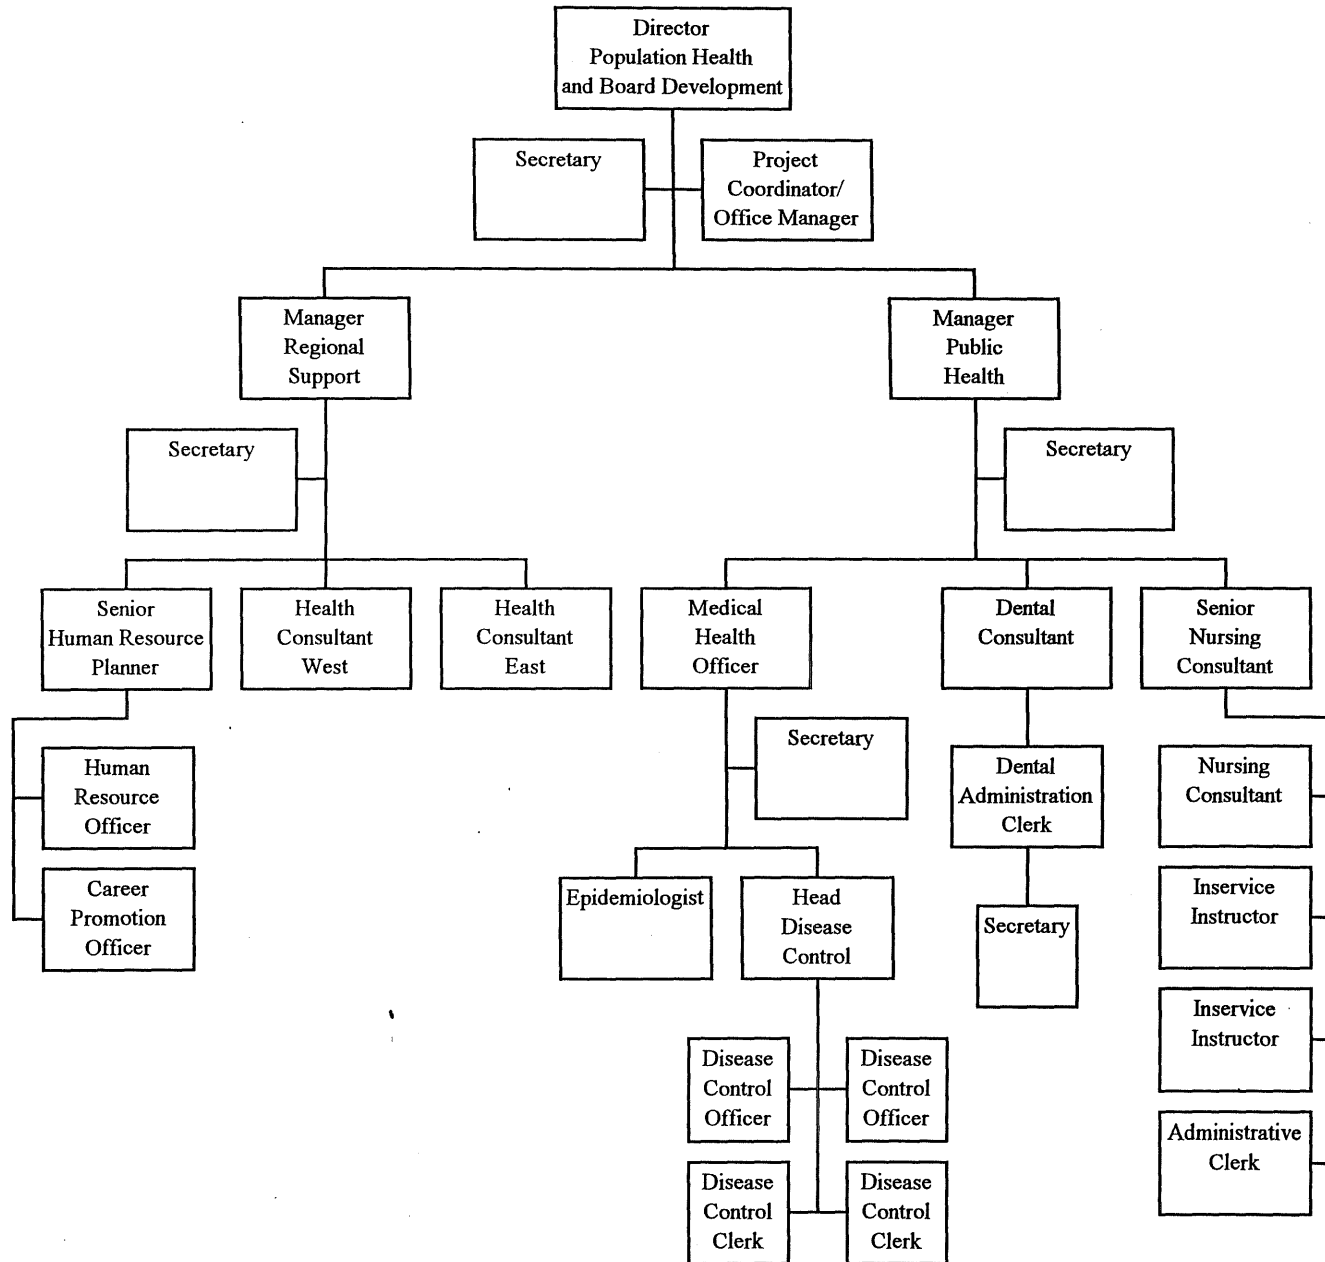 Director
Population Health
and Board Development
Secretary
Project
Coordinator/
Office Manager
Manager
Regional
Support
Manager
Public
Health
Secretary
Secretary
Senior
Human Resource
Planner
Health
Consultant
West
Health
Consultant
East
Medical
Health
Officer
Dental
Consultant
Senior
Nursing
Consultant
Human
Resource
Officer
Career
Promotion
Officer
Secretary
Epidemiologist
Head
Disease
Control
Disease
Control
Officer
Disease
Control
Officer
Disease
Control
Clerk
Disease
Control
Clerk
Dental
Administration
Clerk
Secretary
Nursing
Consultant
Inservice
Instructor
Inservice
Instructor
Administrative
Clerk